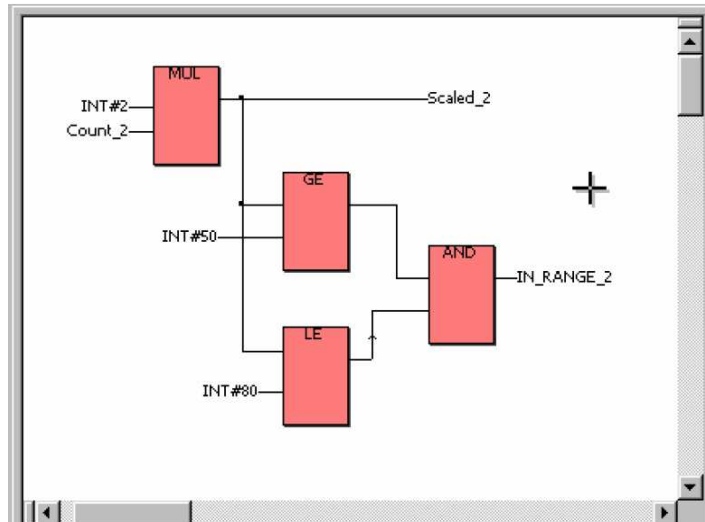 MUL
INT#2
Scaled_2
Count_2
GE
INT#50
AND
IN_RANGE_2
LE
INT#80